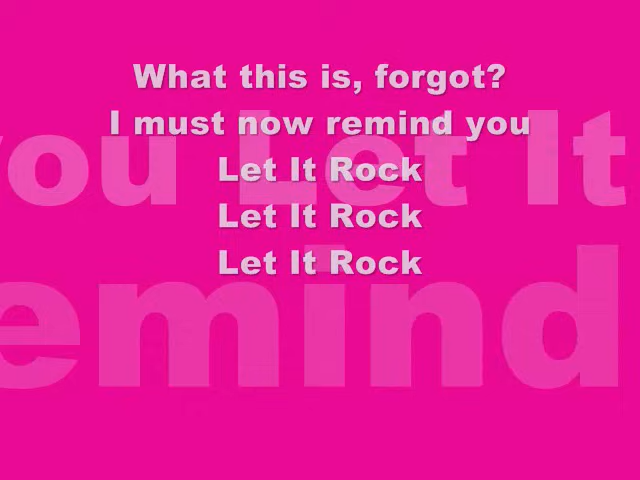 What this is, forgot?
I must now remind you
Let It Rock
Let It Rock
Let It Rock
you Let It
emind